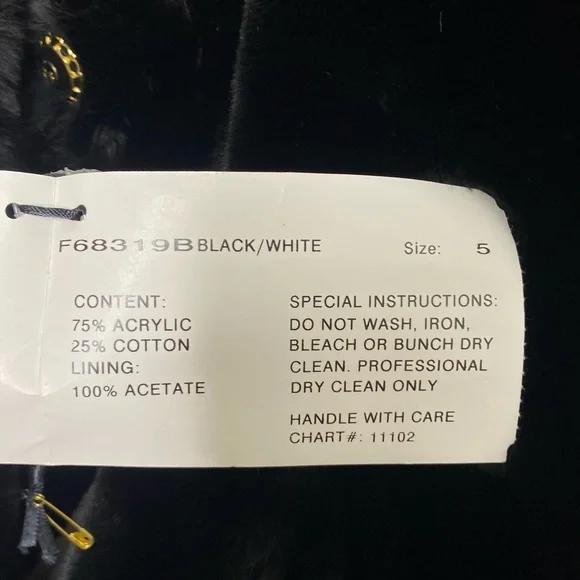 F68319B BLACK/WHITE Size: 5
CONTENT:
75% ACRYLIC
25% COTTON
LINING:
100% ACETATE
SPECIAL INSTRUCTIONS:
DO NOT WASH, IRON,
BLEACH OR BUNCH DRY
CLEAN. PROFESSIONAL
DRY CLEAN ONLY
HANDLE WITH CARE
CHART#: 11102